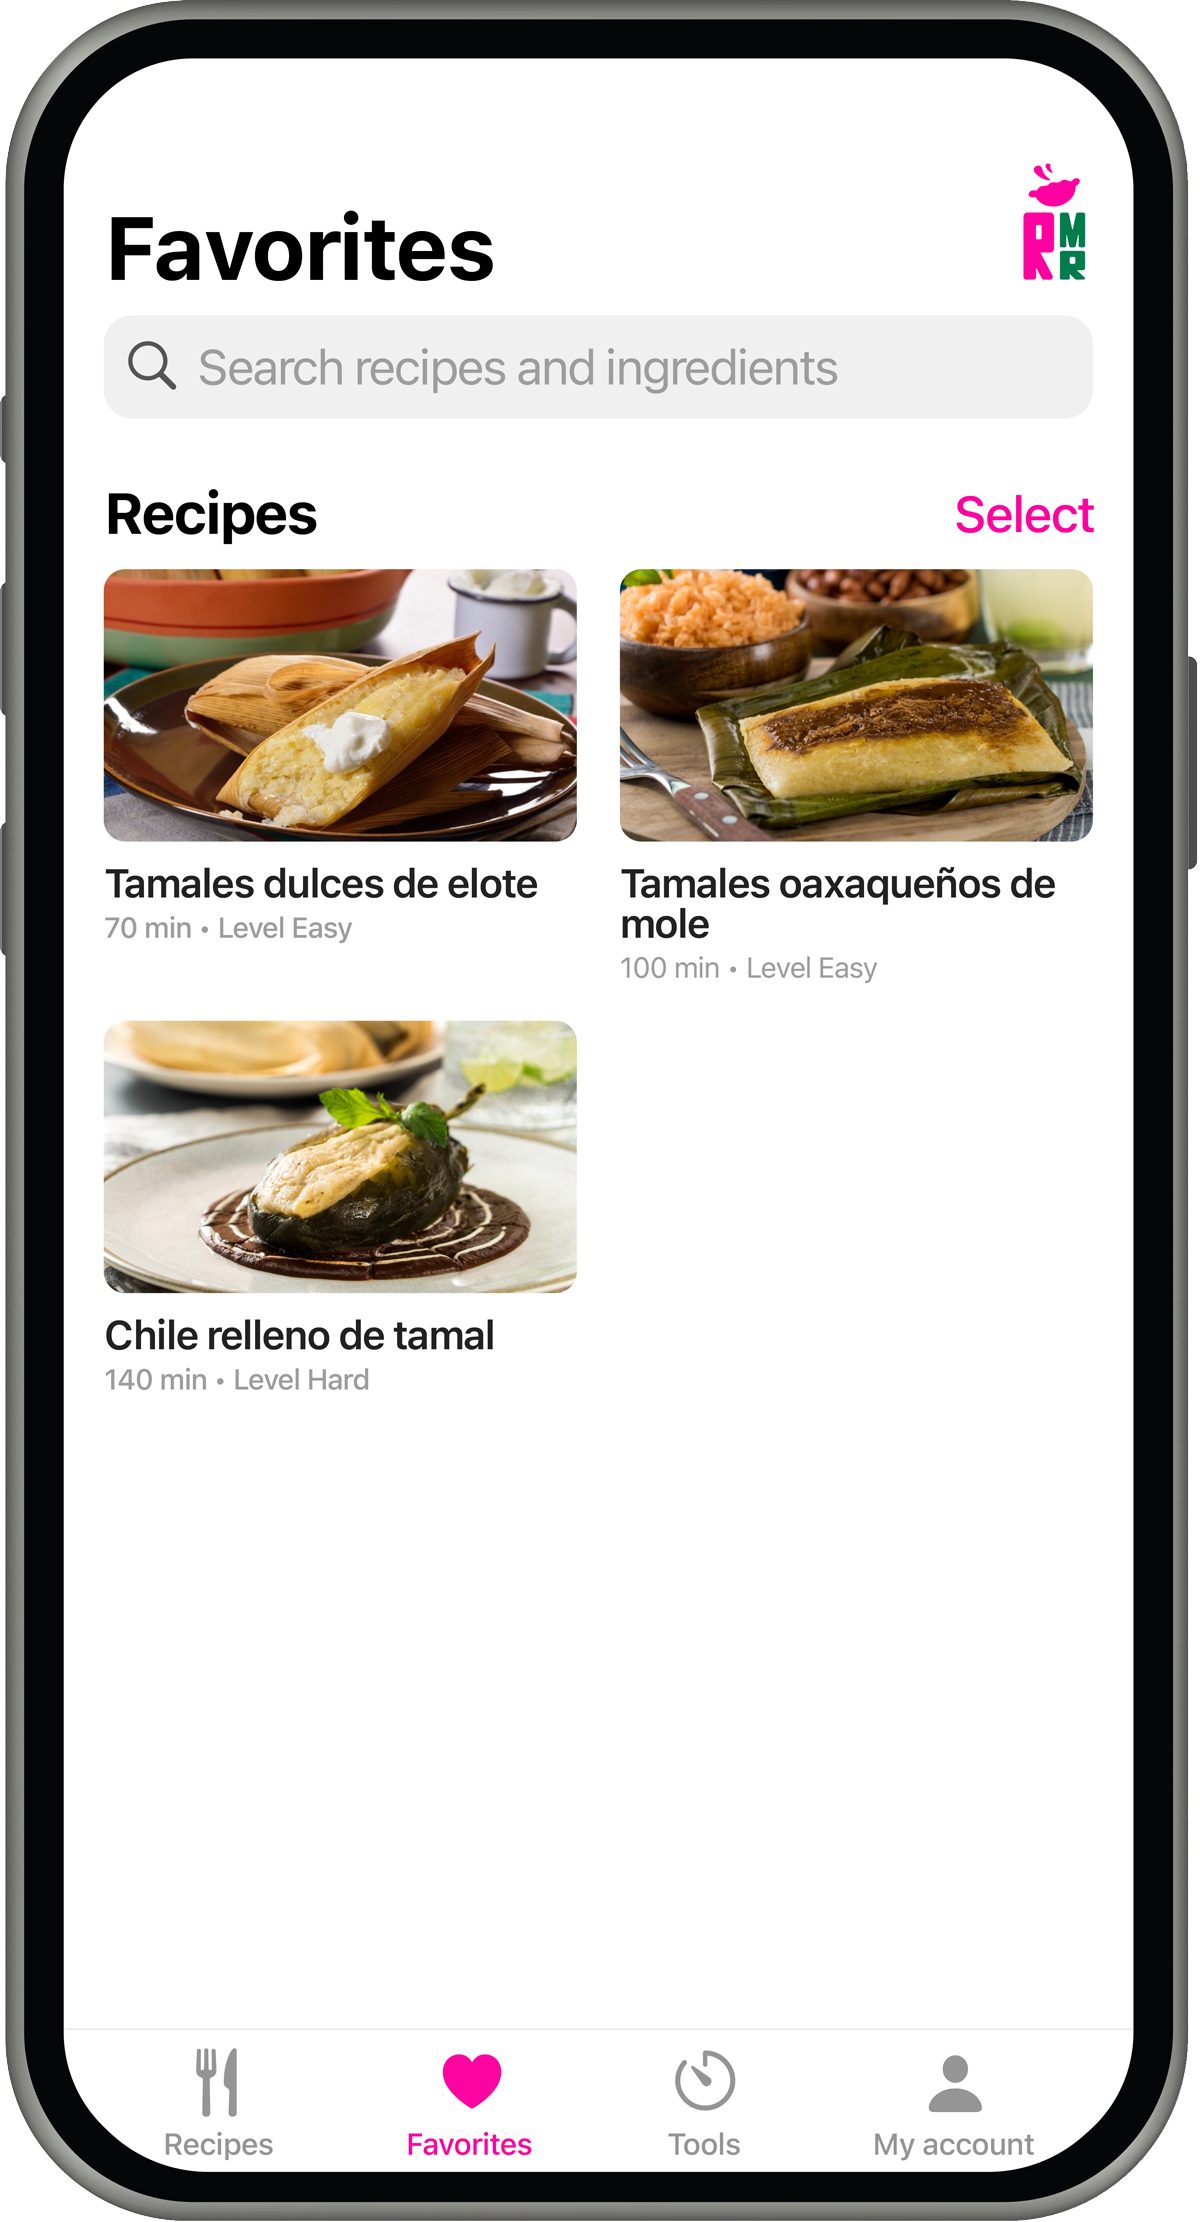 Favorites
R M
R
Search recipes and ingredients
Recipes
Select
Tamales dulces de elote
70 min • Level Easy
Tamales oaxaqueños de
mole
100 min • Level Easy
Chile relleno de tamal
140 min • Level Hard
Recipes
Favorites
Tools
My account